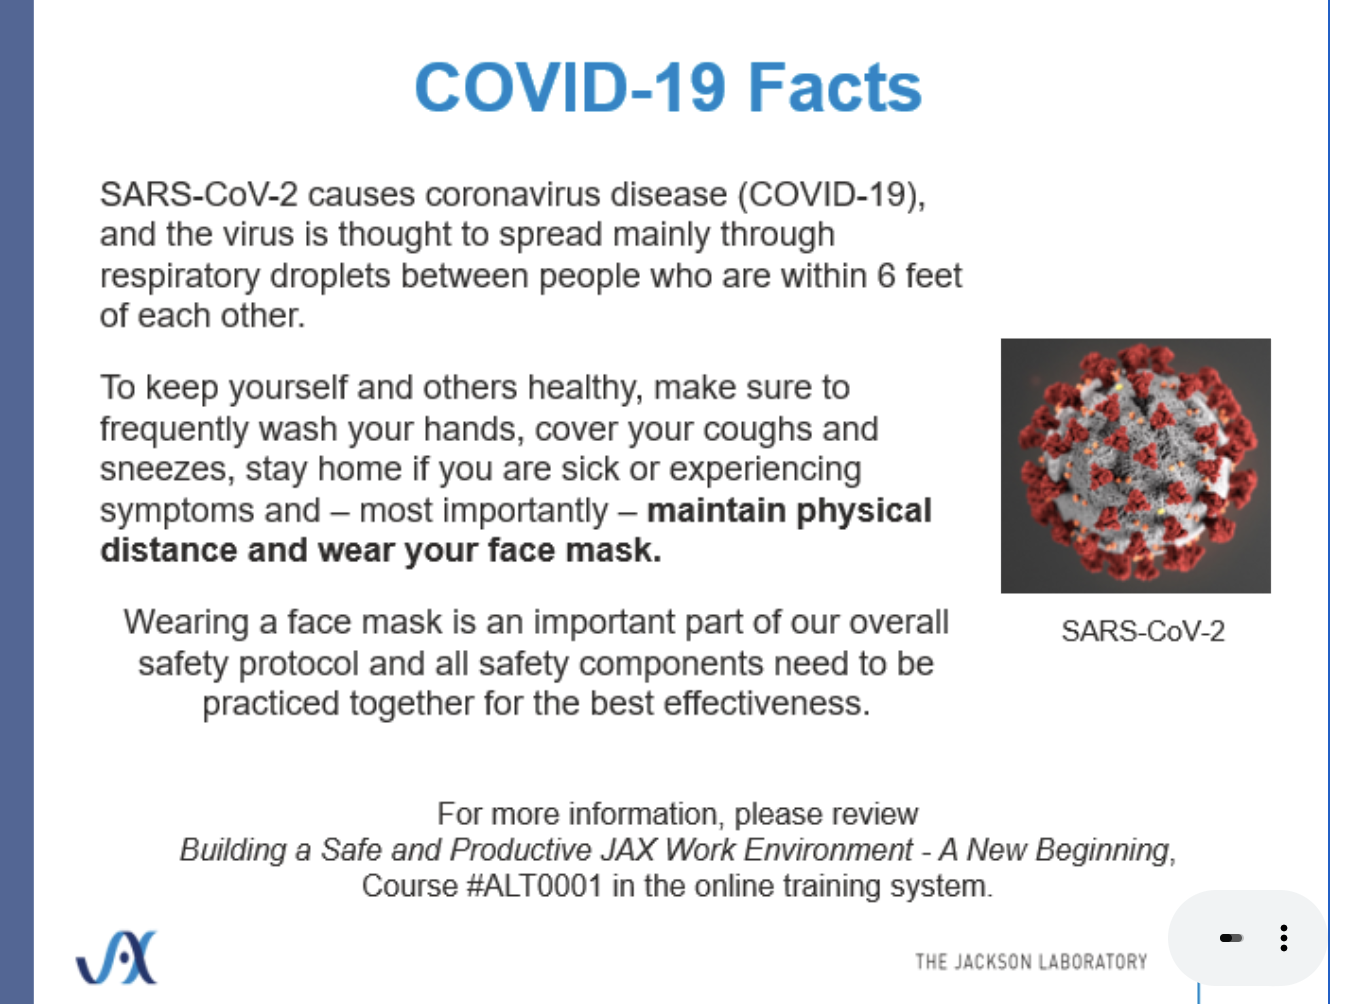 COVID-19 Facts
SARS-CoV-2 causes coronavirus disease (COVID-19),
and the virus is thought to spread mainly through
respiratory droplets between people who are within 6 feet
of each other.
To keep yourself and others healthy, make sure to
frequently wash your hands, cover your coughs and
sneezes, stay home if you are sick or experiencing
symptoms and – most importantly – maintain physical
distance and wear your face mask.
Wearing a face mask is an important part of our overall
safety protocol and all safety components need to be
practiced together for the best effectiveness.
SARS-CoV-2
For more information, please review
Building a Safe and Productive JAX Work Environment - A New Beginning,
Course #ALT0001 in the online training system.
JAX
THE JACKSON LABORATORY